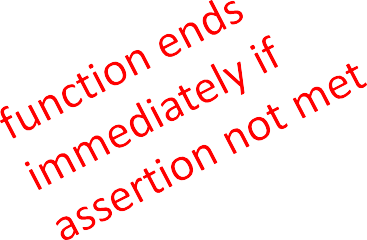 function ends
immediately if
assertion not met